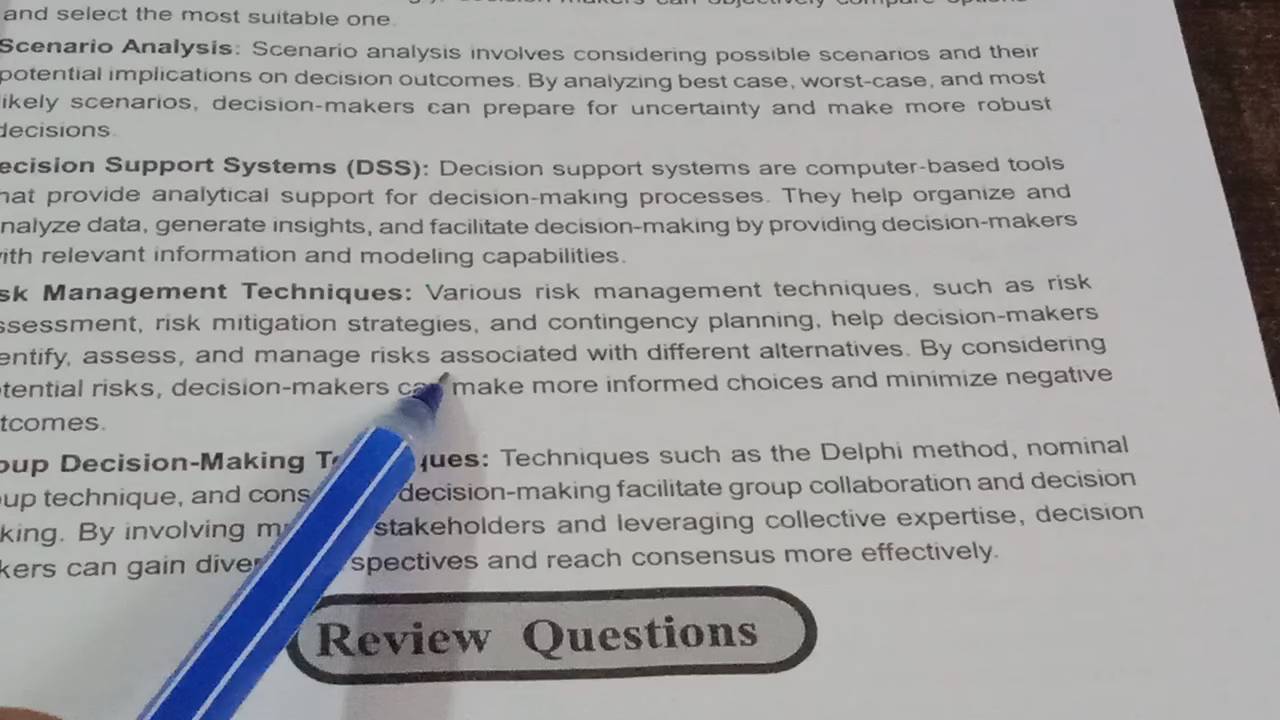 and select the most suitable one.
Scenario Analysis: Scenario analysis involves considering possible scenarios and their
potential implications on decision outcomes. By analyzing best case, worst-case, and most
ikely scenarios, decision-makers can prepare for uncertainty and make more robust
decisions.
ecision Support Systems (DSS): Decision support systems are computer-based tools
hat provide analytical support for decision-making processes. They help organize and
nalyze data, generate insights, and facilitate decision-making by providing decision-makers
ith relevant information and modeling capabilities.
sk Management Techniques: Various risk management techniques, such as risk
ssessment, risk mitigation strategies, and contingency planning, help decision-makers
entify, assess, and manage risks associated with different alternatives. By considering
tential risks, decision-makers can make more informed choices and minimize negative
tcomes.
oup Decision-Making T ques: Techniques such as the Delphi method, nominal
oup technique, and cons decision-making facilitate group collaboration and decision
king. By involving m stakeholders and leveraging collective expertise, decision
kers can gain dive spectives and reach consensus more effectively.
Review Questions